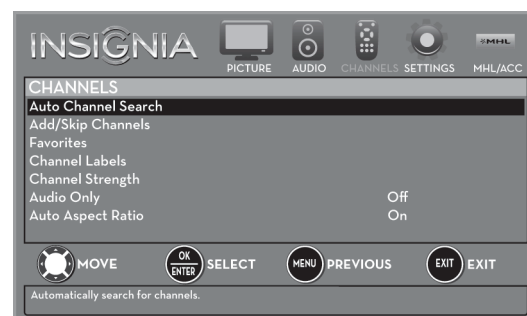 INSIGNIA
PICTURE AUDIO CHANNELS SETTINGS MHL/ACC
MHL
CHANNELS
Auto Channel Search
Add/Skip Channels
Favorites
Channel Labels
Channel Strength
Audio Only Off
Auto Aspect Ratio On
MOVE OK ENTER SELECT MENU PREVIOUS EXIT EXIT
Automatically search for channels.